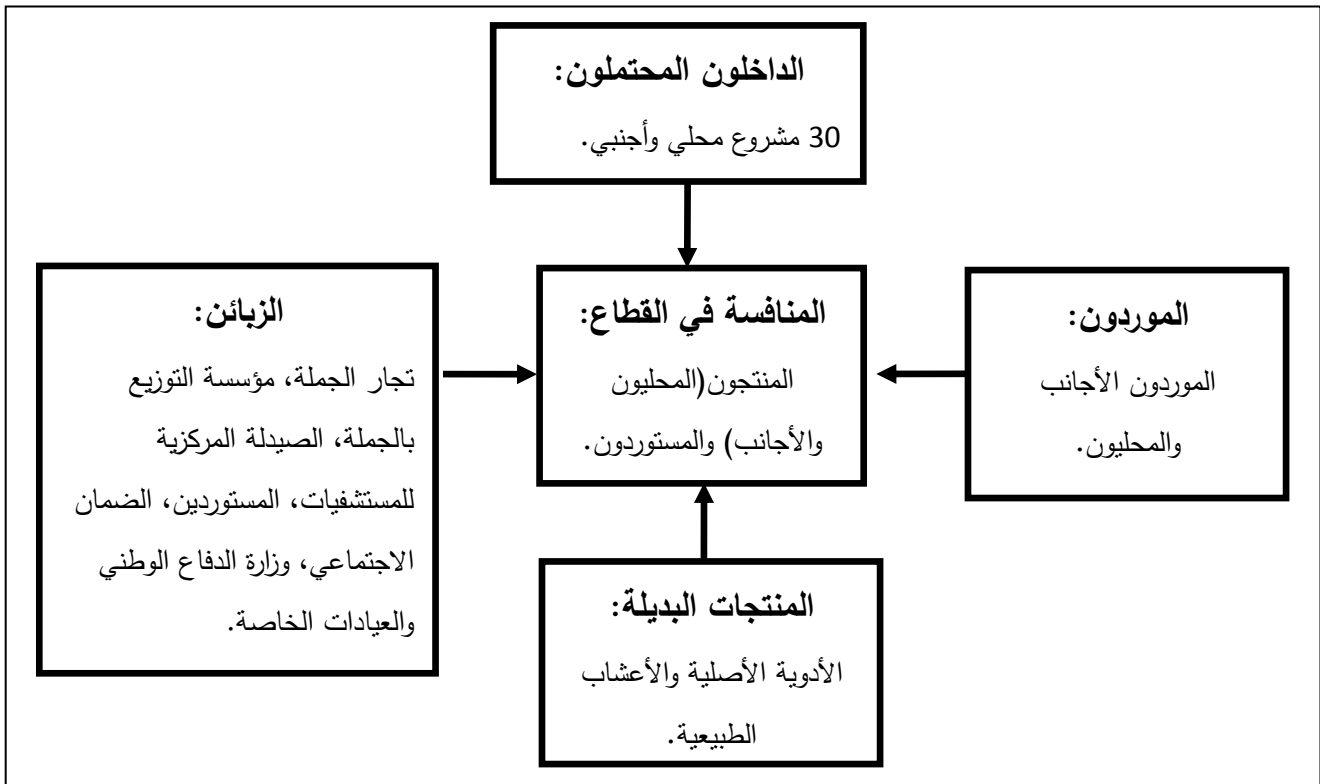 الداخلون المحتملون:
30 مشروع محلي وأجنبي.
الموردون:
الموردون الأجانب
والمحليون.
المنافسة في القطاع:
المنتجون(المحليون
والأجانب) والمستوردون.
الزبائن:
تجار الجملة، مؤسسة التوزيع
بالجملة، الصيدلة المركزية
للمستشفيات، المستوردين، الضمان
الاجتماعي، وزارة الدفاع الوطني
والعيادات الخاصة.
المنتجات البديلة:
الأدوية الأصلية والأعشاب
الطبيعية.